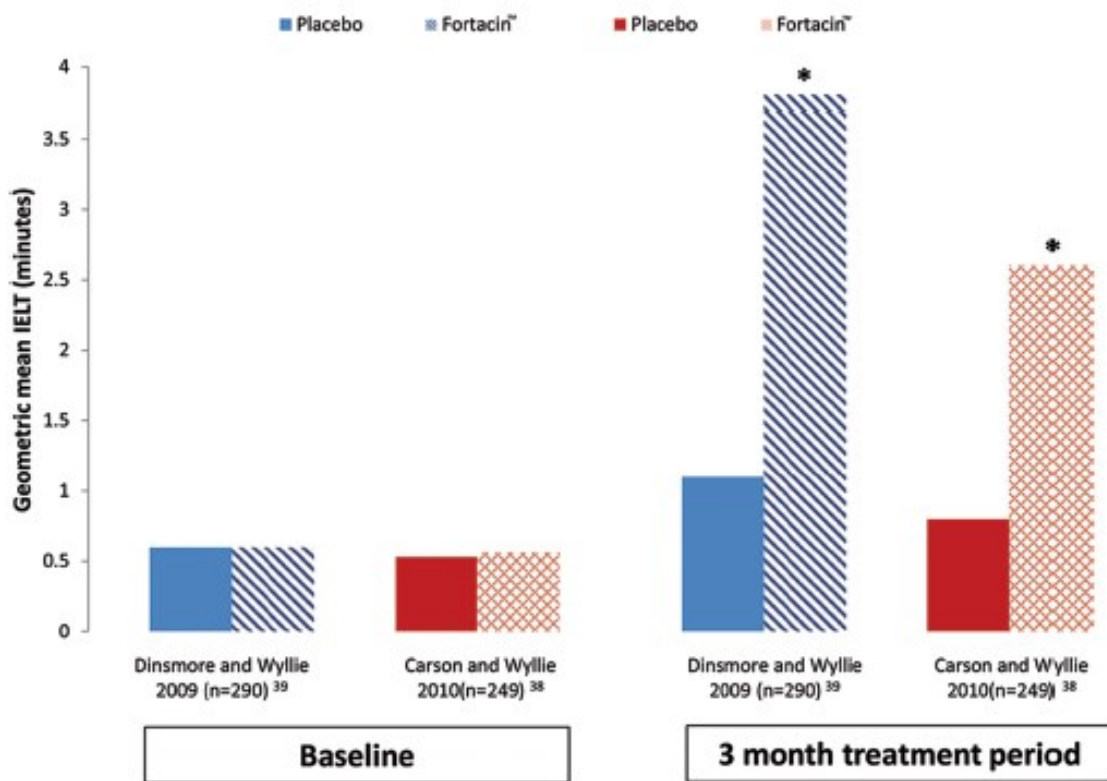 Placebo Fortacin™ Placebo Fortacin™
Geometric mean IELT (minutes)
4
3.5
3
2.5
2
1.5
1
0.5
0
*
*
Dinsmore and Wyllie
2009 (n=290) 39
Carson and Wyllie
2010(n=249) 38
Dinsmore and Wyllie
2009 (n=290) 39
Carson and Wyllie
2010(n=249) 38
Baseline
3 month treatment period